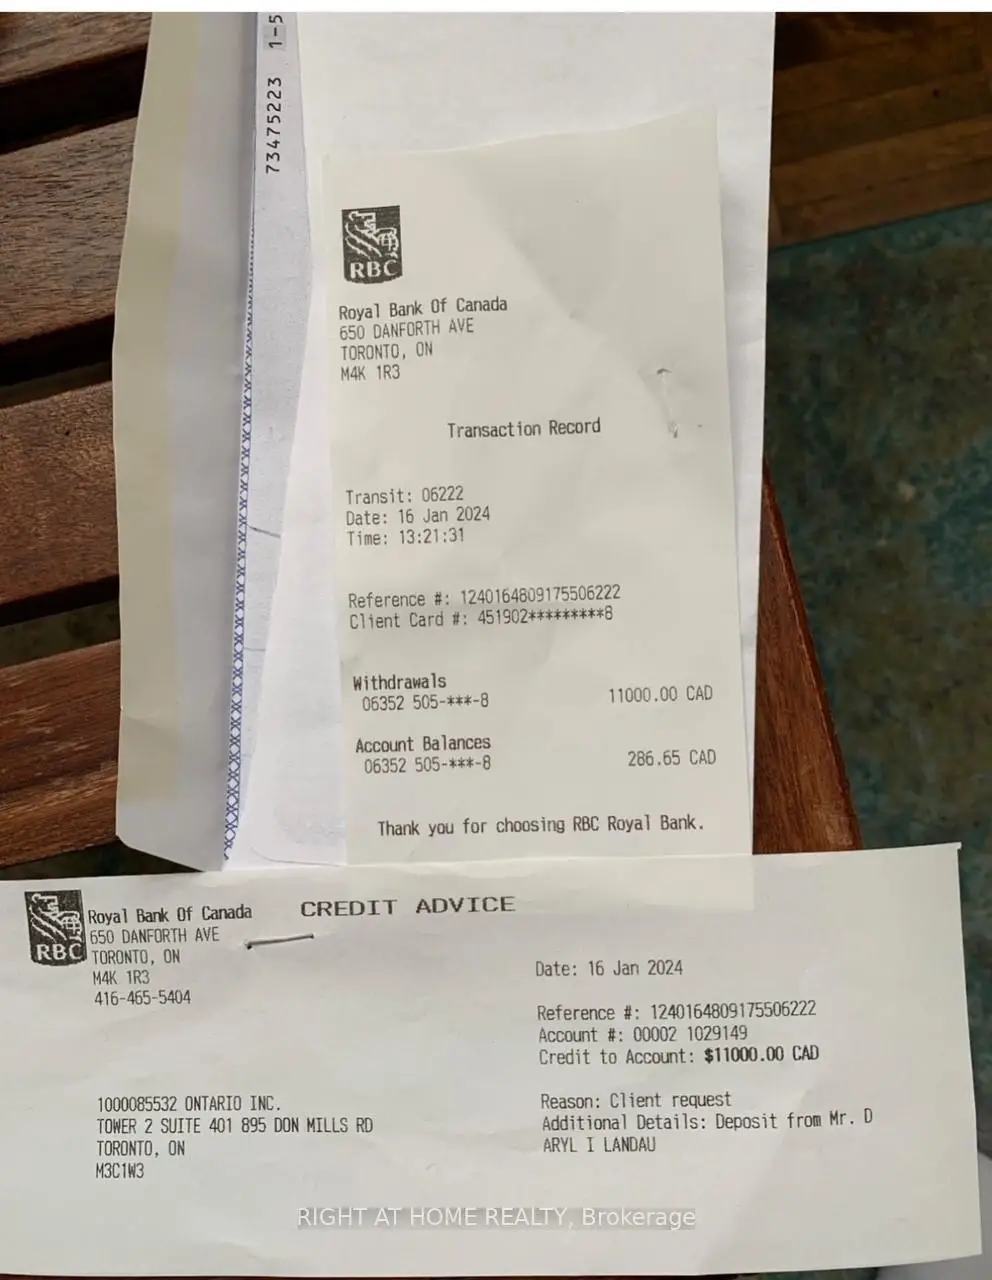 73475223 1-5
RBC
Royal Bank Of Canada
650 DANFORTH AVE
TORONTO, ON
M4K 1R3
Transaction Record
Transit: 06222
Date: 16 Jan 2024
Time: 13:21:31
Reference #: 1240164809175506222
Client Card #: 451902*********8
Withdrawals
06352 505-***-8 11000.00 CAD
Account Balances
06352 505-***-8 286.65 CAD
Thank you for choosing RBC Royal Bank.
RBC
Royal Bank Of Canada
650 DANFORTH AVE
TORONTO, ON
M4K 1R3
416-465-5404
CREDIT ADVICE
Date: 16 Jan 2024
Reference #: 1240164809175506222
Account #: 00002 1029149
Credit to Account: $11000.00 CAD
1000085532 ONTARIO INC.
TOWER 2 SUITE 401 895 DON MILLS RD
TORONTO, ON
M3C1W3
Reason: Client request
Additional Details: Deposit from Mr. D
ARYL I LANDAU
RIGHT AT HOME REALTY, Brokerage